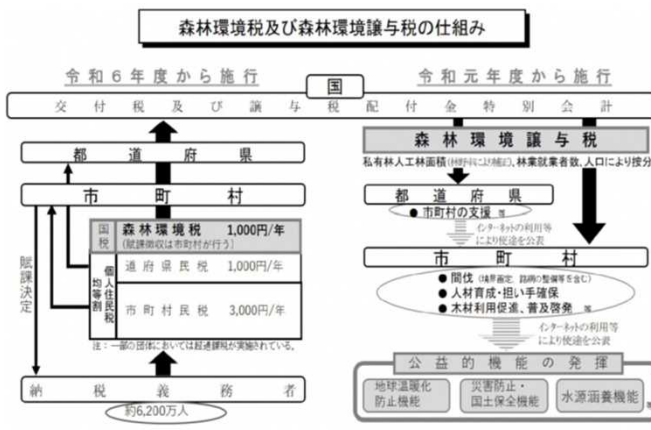 森林環境税及び森林環境譲与税の仕組み
令和6年度から施行
国
令和元年度から施行
交付税及び譲与税配付金特別会計
都道府県
市町村
国税
森林環境税 1,000円/年
(賦課徴収は市町村が行う)
個人住民税
均等割
道府県民税 1,000円/年
市町村民税 3,000円/年
注:一部の団体においては超過課税が実施されている。
賦課決定
納税義務者
約6,200万人
森林環境譲与税
私有林人工林面積(林野率により補正)、林業就業者数、人口により按分
都道府県
● 市町村の支援 等
インターネットの利用等
により使途を公表
市町村
● 間伐(境界画定、路網の整備等を含む)
● 人材育成・担い手確保
● 木材利用促進、普及啓発 等
インターネットの利用等
により使途を公表
公益的機能の発揮
地球温暖化
防止機能
災害防止・
国土保全機能
水源涵養機能
等